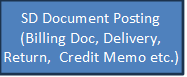 SD Document Posting
(Billing Doc, Delivery,
Return,  Credit Memo etc.)